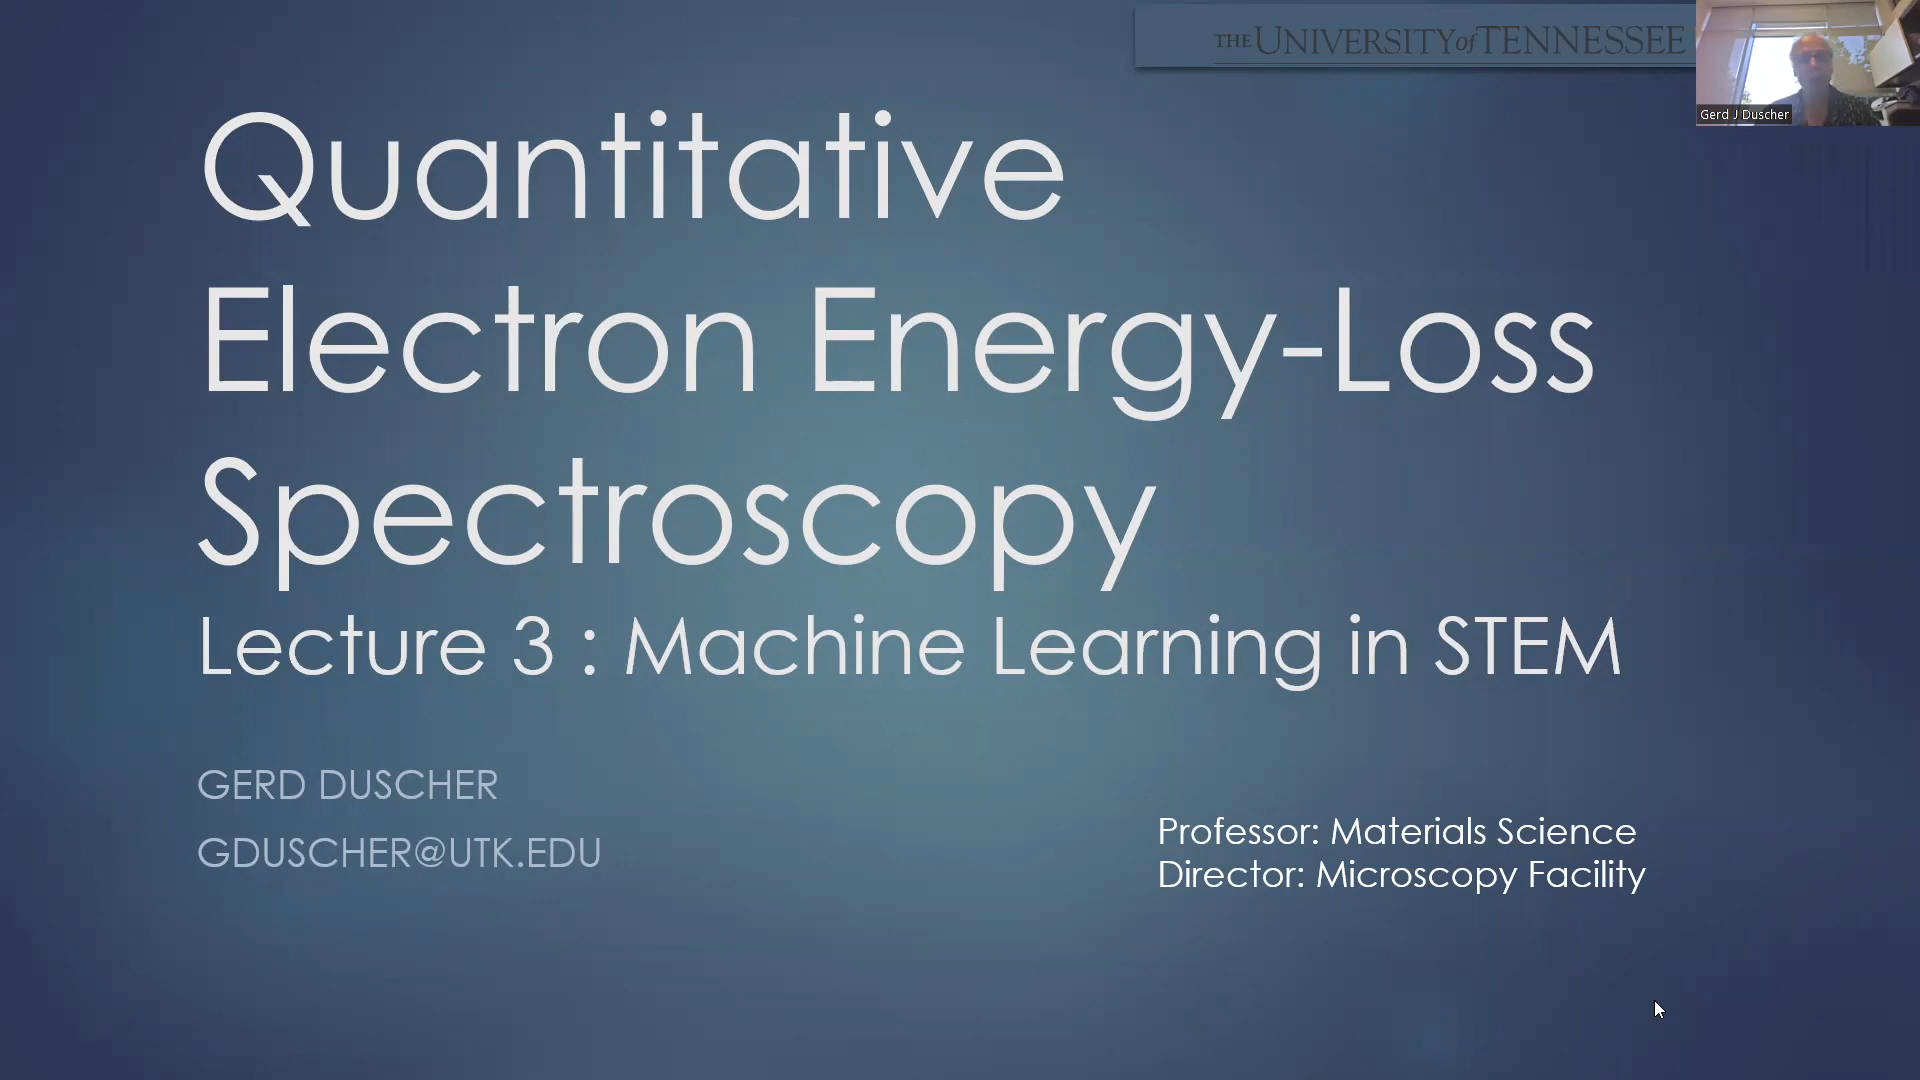 THE UNIVERSITY of TENNESSEE
Gerd J Duscher
Quantitative
Electron Energy-Loss
Spectroscopy
Lecture 3 : Machine Learning in STEM
GERD DUSCHER
GDUSCHER@UTK.EDU
Professor: Materials Science
Director: Microscopy Facility